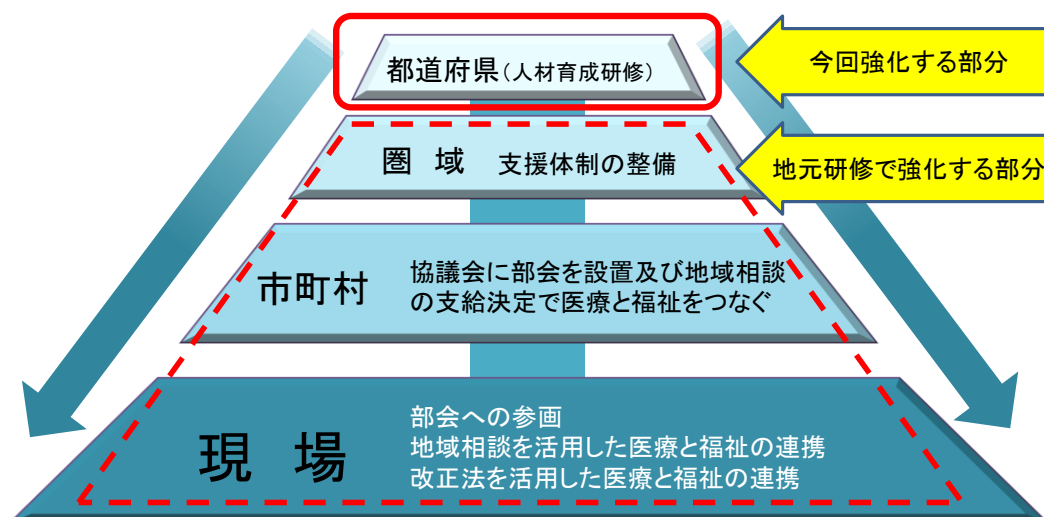 都道府県（人材育成研修）
今回強化する部分
圏　域　支援体制の整備
地元研修で強化する部分
市町村
協議会に部会を設置及び地域相談
の支給決定で医療と福祉をつなぐ
現　場
部会への参画
地域相談を活用した医療と福祉の連携
改正法を活用した医療と福祉の連携